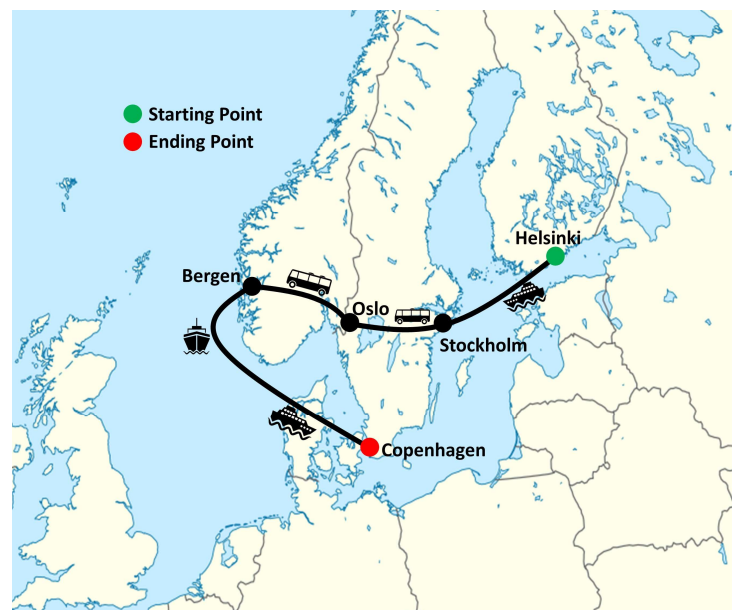 Starting Point
Ending Point
Helsinki
Bergen
Oslo
Stockholm
Copenhagen